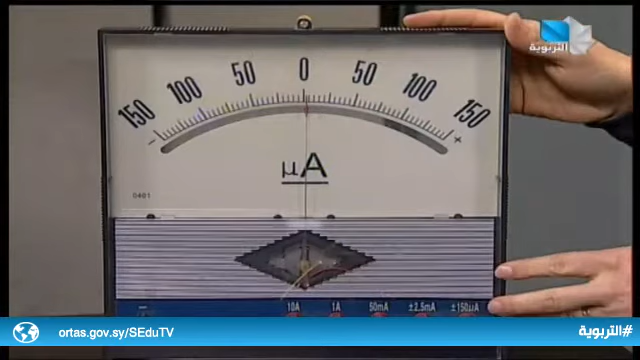 التربوية
150 100 50 0 50 100 150
− +
µA
0401
10A 1A 50mA ±2.5mA ±150µA
ortas.gov.sy/SEduTV
#التربوية